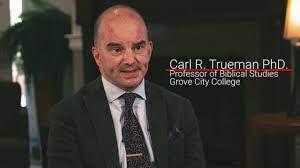 Carl R. Trueman PhD.
Professor of Biblical Studies
Grove City College